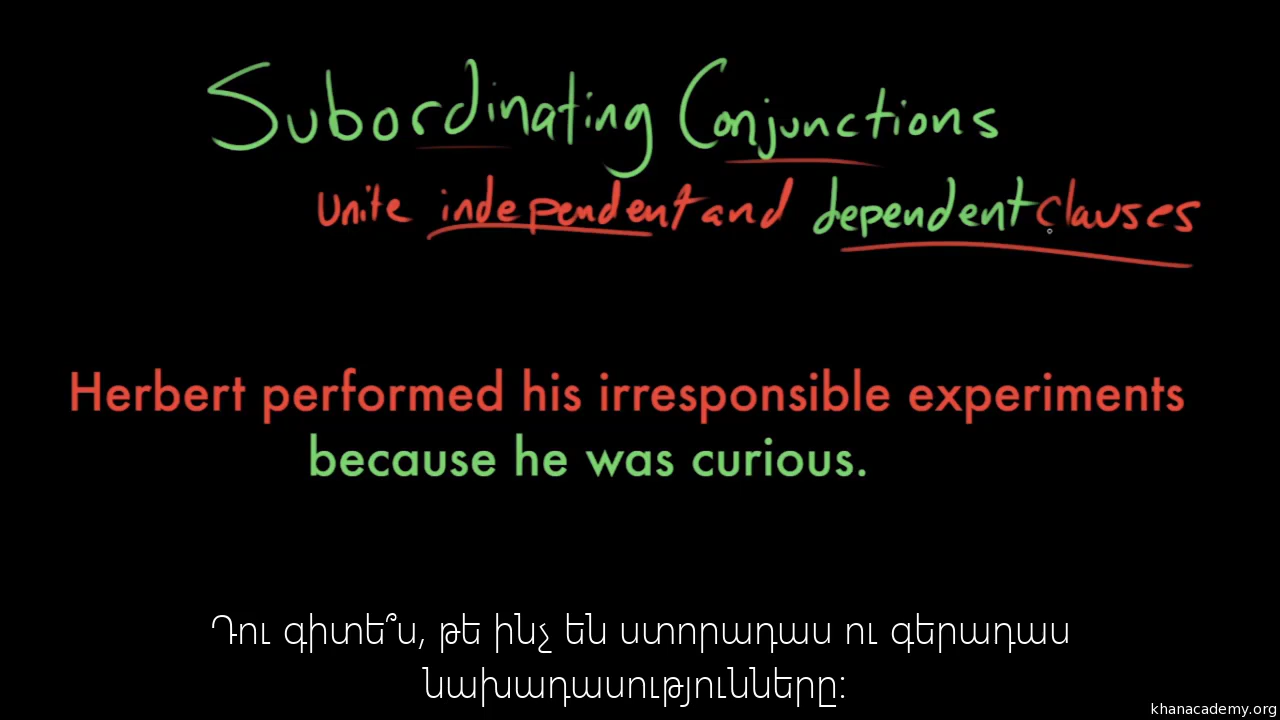 Subordinating Conjunctions
unite independent and dependent clauses
Herbert performed his irresponsible experiments
because he was curious.
Դու գիտե՞ս, թե ինչ են ստորադաս ու գերադաս
նախադասությունները։
khanacademy.org